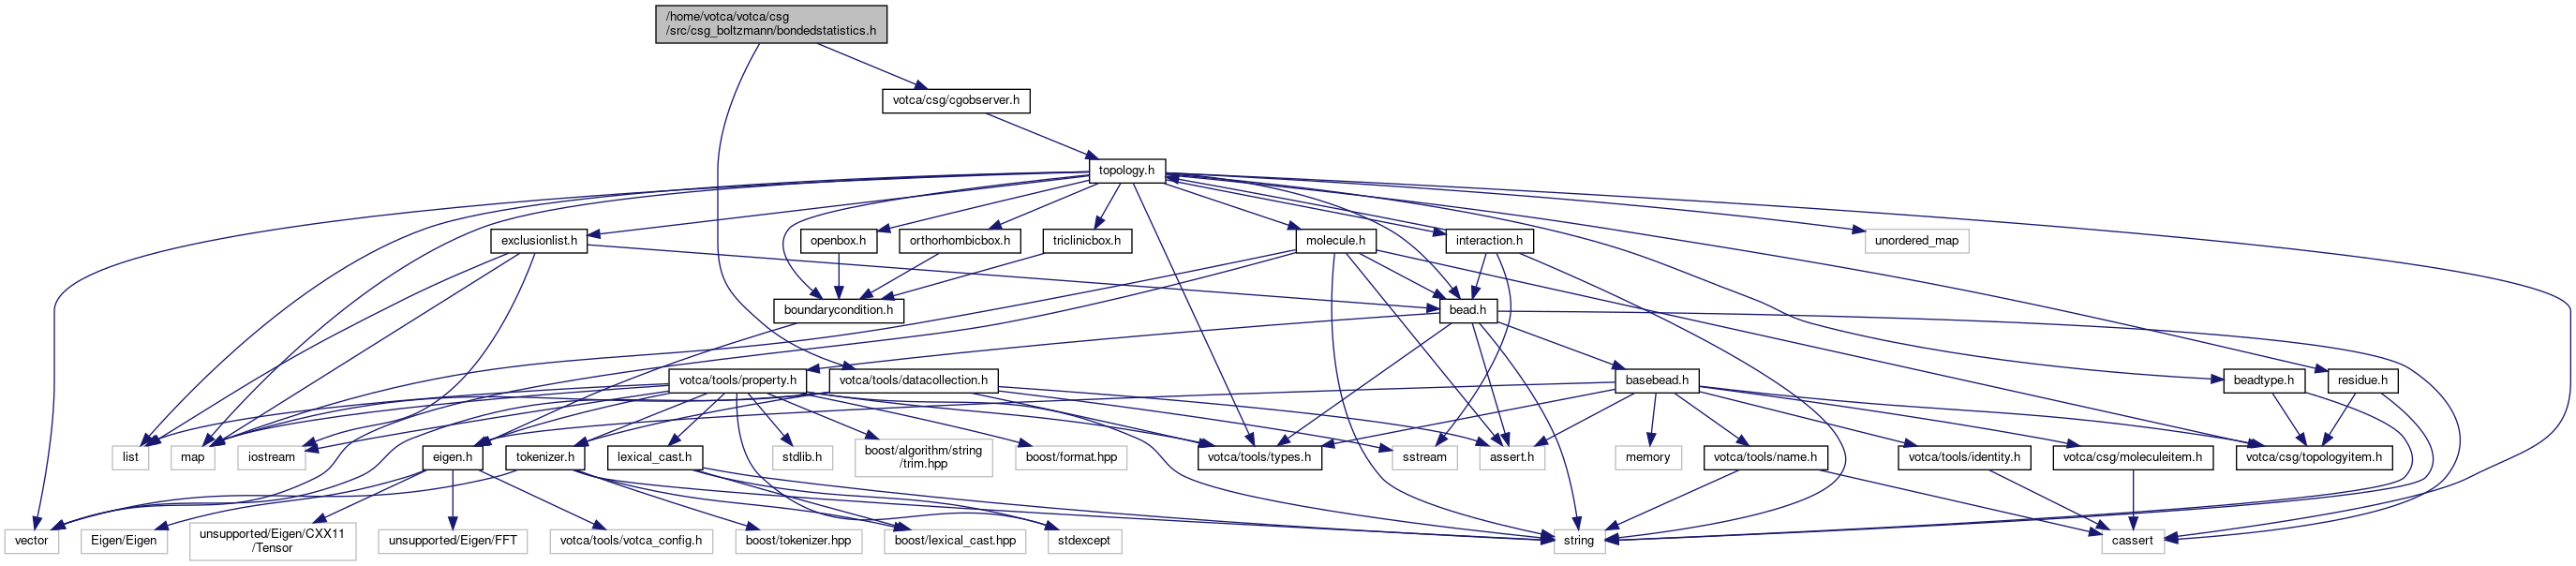 /home/votca/votca/csg
/src/csg_boltzmann/bondedstatistics.h
votca/csg/cgobserver.h
topology.h
exclusionlist.h
openbox.h
orthorhombicbox.h
triclinicbox.h
molecule.h
interaction.h
unordered_map
boundarycondition.h
bead.h
votca/tools/property.h
votca/tools/datacollection.h
basebead.h
beadtype.h
residue.h
list
map
iostream
eigen.h
tokenizer.h
lexical_cast.h
stdlib.h
boost/algorithm/string
/trim.hpp
boost/format.hpp
votca/tools/types.h
sstream
assert.h
memory
votca/tools/name.h
votca/tools/identity.h
votca/csg/moleculeitem.h
votca/csg/topologyitem.h
vector
Eigen/Eigen
unsupported/Eigen/CXX11
/Tensor
unsupported/Eigen/FFT
votca/tools/votca_config.h
boost/tokenizer.hpp
boost/lexical_cast.hpp
stdexcept
string
cassert